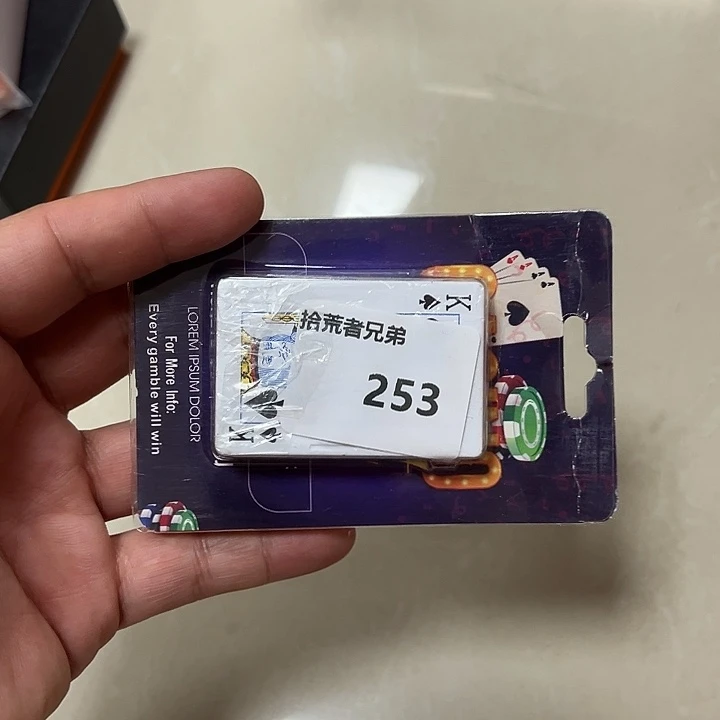 拾荒者兄弟
253
K
K
LOREM IPSUM DOLOR
For More Info:
Every gamble will win